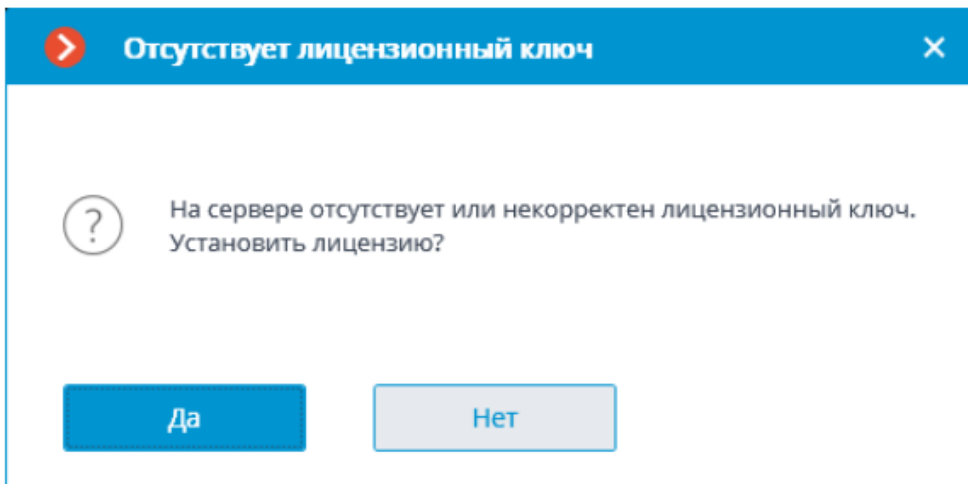 Отсутствует лицензионный ключ
На сервере отсутствует или некорректен лицензионный ключ.
Установить лицензию?
Да
Нет